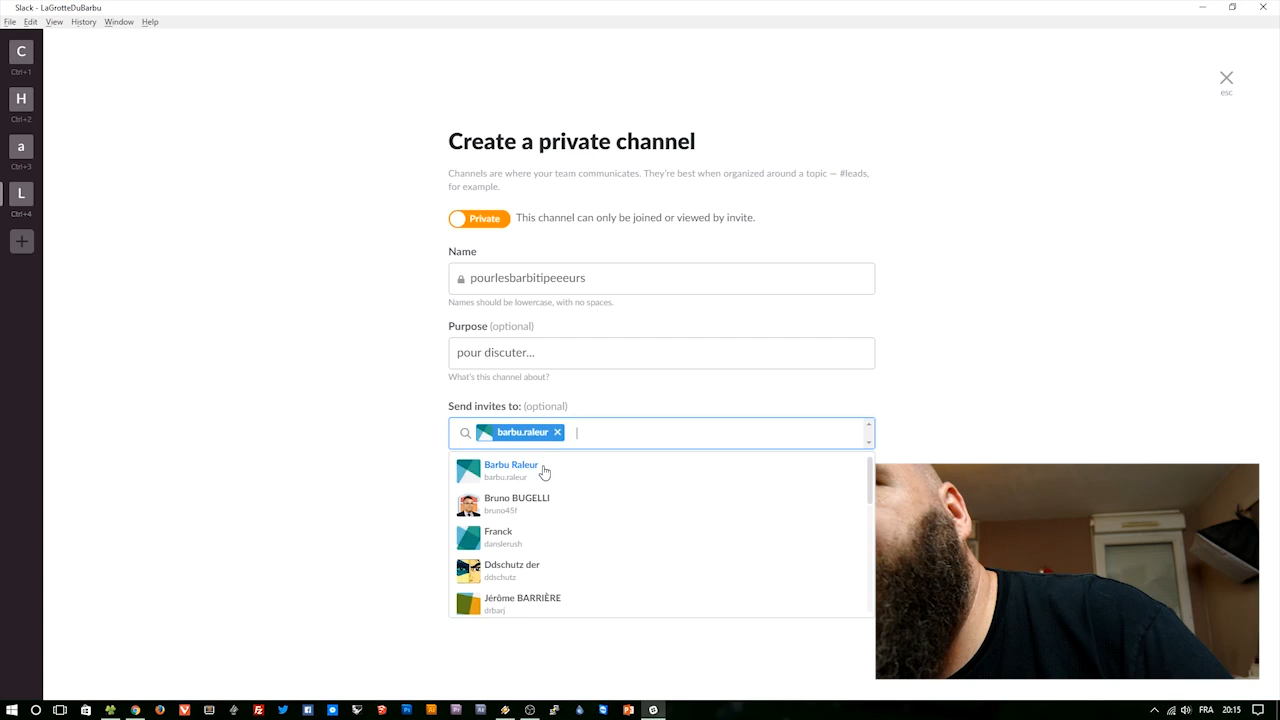 Slack - LaGrotteDuBarbu
File Edit View History Window Help
C
Ctrl+1
H
Ctrl+2
a
Ctrl+3
L
Ctrl+4
esc
Create a private channel
Channels are where your team communicates. They're best when organized around a topic — #leads,
for example.
Private This channel can only be joined or viewed by invite.
Name
pourlesbarbitipeeeurs
Names should be lowercase, with no spaces.
Purpose (optional)
pour discuter...
What's this channel about?
Send invites to: (optional)
barbu.raleur
Barbu Raleur
barbu.raleur
Bruno BUGELLI
bruno45f
Franck
danslerush
Ddschutz der
ddschutz
Jérôme BARRIÈRE
drbarj
FRA 20:15